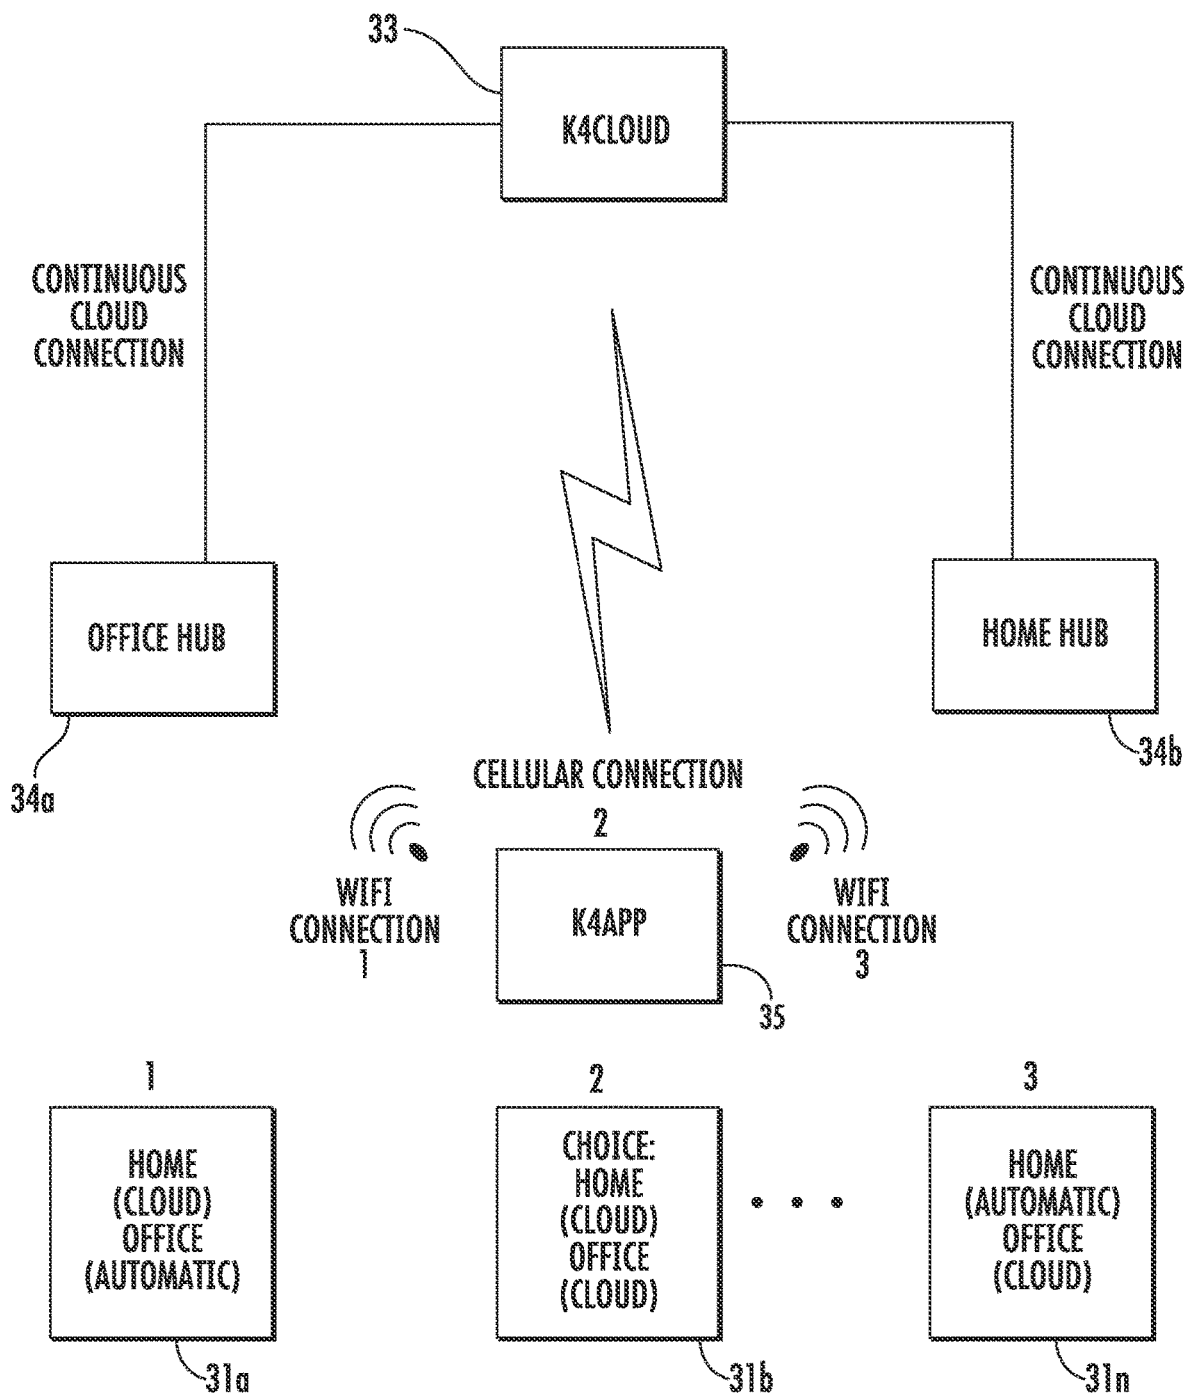 33
K4CLOUD
CONTINUOUS
CLOUD
CONNECTION
CONTINUOUS
CLOUD
CONNECTION
OFFICE HUB
HOME HUB
34a
34b
CELLULAR CONNECTION
2
WIFI
CONNECTION
1
K4APP
WIFI
CONNECTION
3
35
1
HOME
(CLOUD)
OFFICE
(AUTOMATIC)
31a
2
CHOICE:
HOME
(CLOUD)
OFFICE
(CLOUD)
31b
3
HOME
(AUTOMATIC)
OFFICE
(CLOUD)
31n